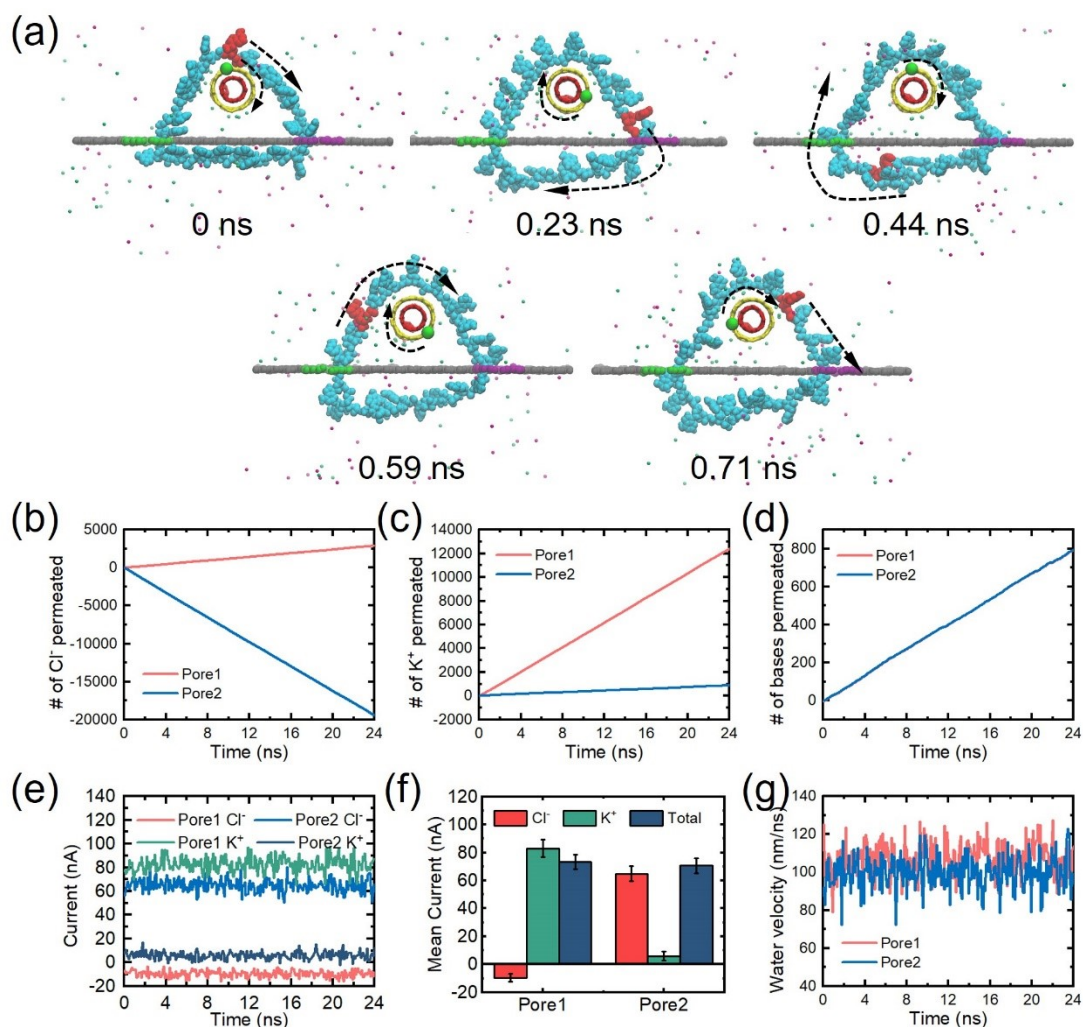 (a)
0 ns
0.23 ns
0.44 ns
0.59 ns
0.71 ns
(b)
# of Cl⁻ permeated
5000
0
-5000
-10000
-15000
-20000
Pore1
Pore2
0 4 8 12 16 20 24
Time (ns)
(c)
# of K⁺ permeated
14000
12000
10000
8000
6000
4000
2000
0
-2000
Pore1
Pore2
0 4 8 12 16 20 24
Time (ns)
(d)
# of bases permeated
800
600
400
200
0
Pore1
Pore2
0 4 8 12 16 20 24
Time (ns)
(e)
Current (nA)
140
120
100
80
60
40
20
0
-20
Pore1 Cl⁻ Pore2 Cl⁻
Pore1 K⁺ Pore2 K⁺
0 4 8 12 16 20 24
Time (ns)
(f)
Mean Current (nA)
120
100
80
60
40
20
0
-20
Cl⁻ K⁺ Total
Pore1 Pore2
(g)
Water velocity (nm/ns)
140
120
100
80
60
40
Pore1
Pore2
0 4 8 12 16 20 24
Time (ns)